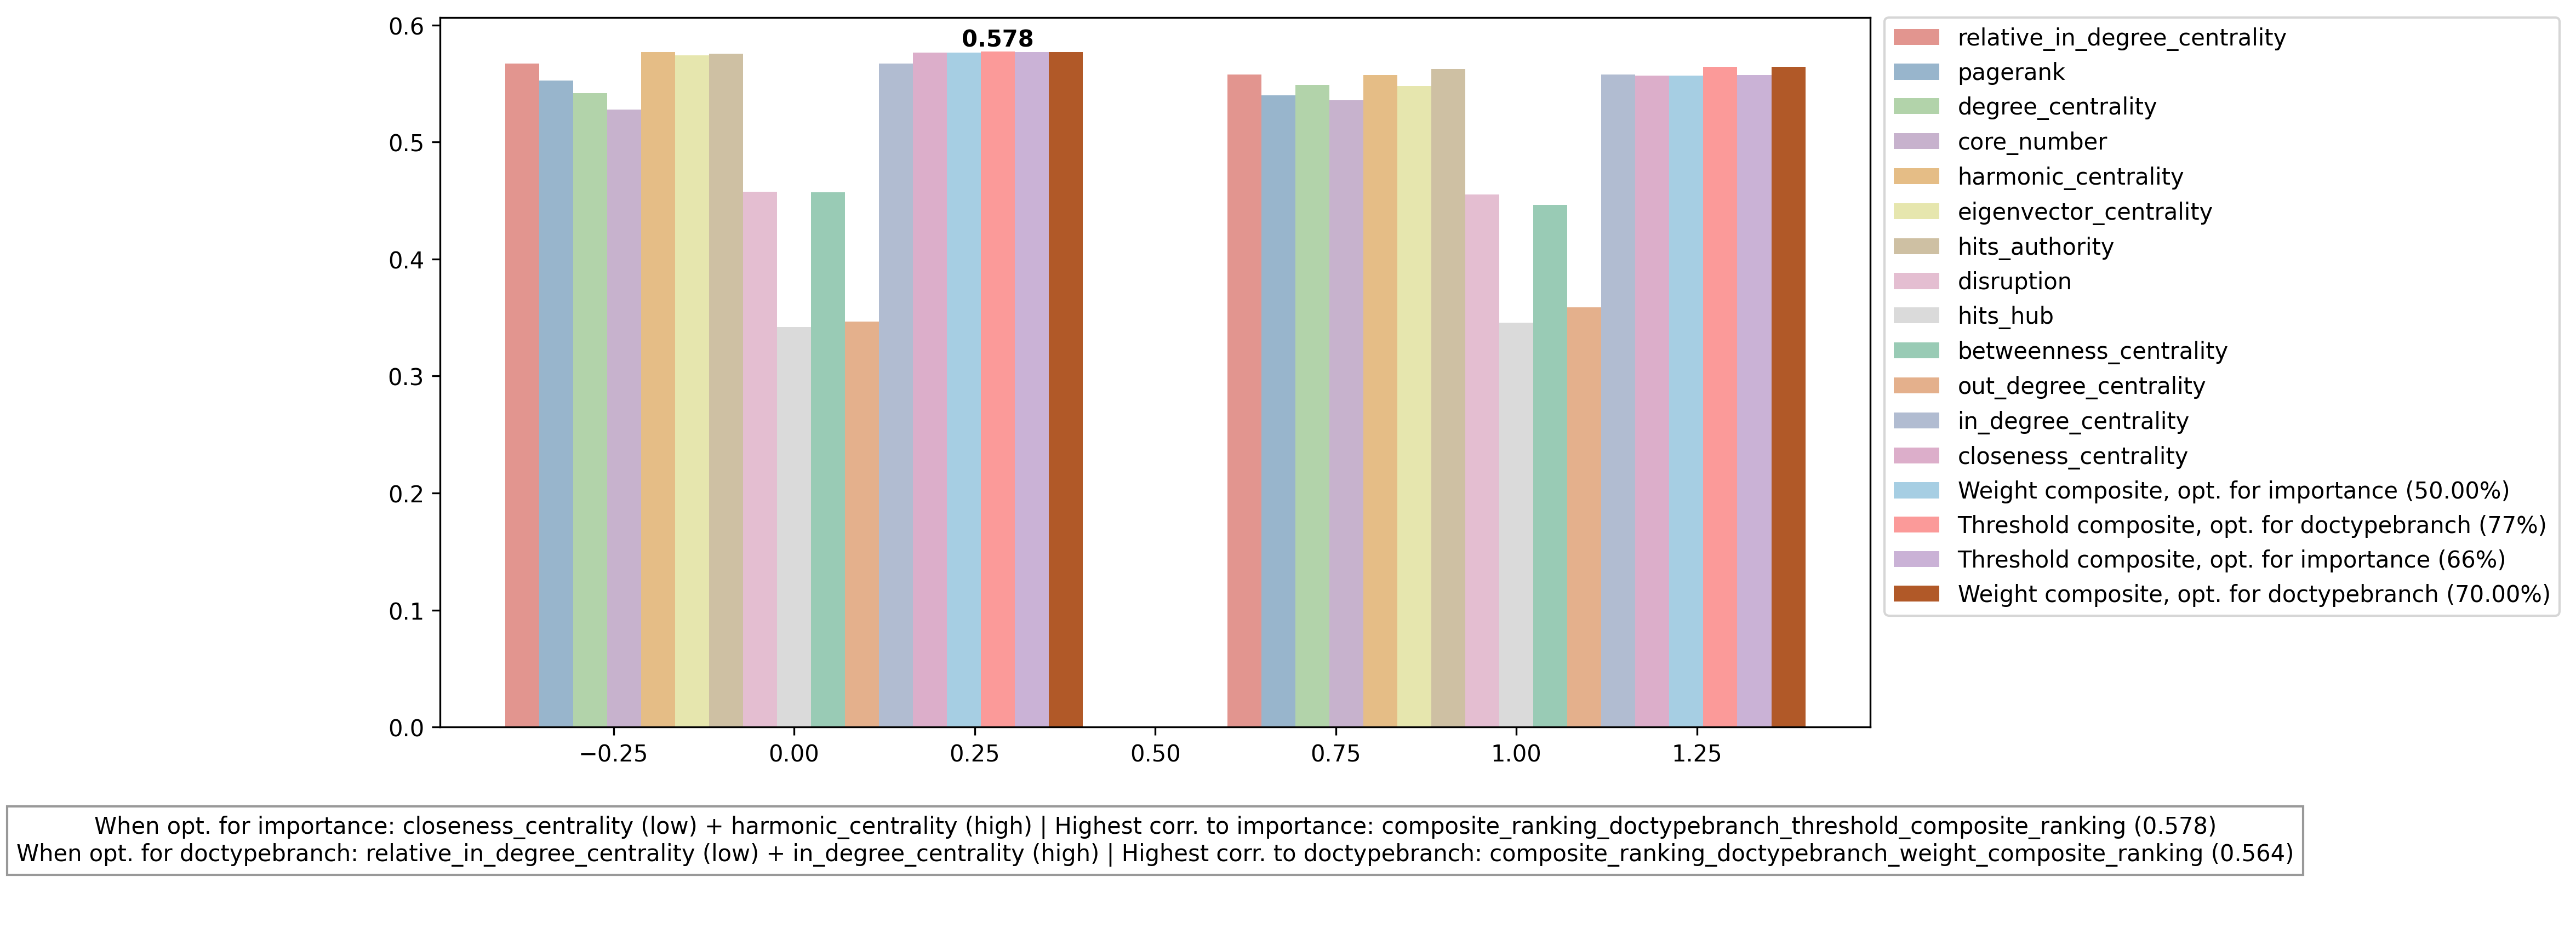 0.6
0.5
0.4
0.3
0.2
0.1
0.0
0.578
−0.25
0.00
0.25
0.50
0.75
1.00
1.25
relative_in_degree_centrality
pagerank
degree_centrality
core_number
harmonic_centrality
eigenvector_centrality
hits_authority
disruption
hits_hub
betweenness_centrality
out_degree_centrality
in_degree_centrality
closeness_centrality
Weight composite, opt. for importance (50.00%)
Threshold composite, opt. for doctypebranch (77%)
Threshold composite, opt. for importance (66%)
Weight composite, opt. for doctypebranch (70.00%)
When opt. for importance: closeness_centrality (low) + harmonic_centrality (high) | Highest corr. to importance: composite_ranking_doctypebranch_threshold_composite_ranking (0.578)
When opt. for doctypebranch: relative_in_degree_centrality (low) + in_degree_centrality (high) | Highest corr. to doctypebranch: composite_ranking_doctypebranch_weight_composite_ranking (0.564)